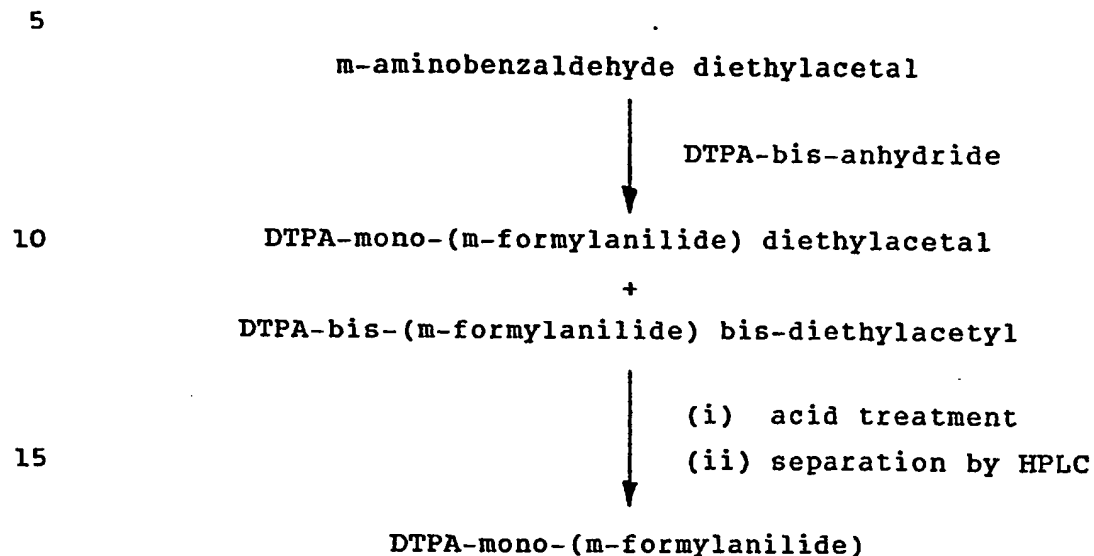 5
m-aminobenzaldehyde diethylacetal
DTPA-bis-anhydride
10 DTPA-mono-(m-formylanilide) diethylacetal
+
DTPA-bis-(m-formylanilide) bis-diethylacetyl
(i) acid treatment
15 (ii) separation by HPLC
DTPA-mono-(m-formylanilide)